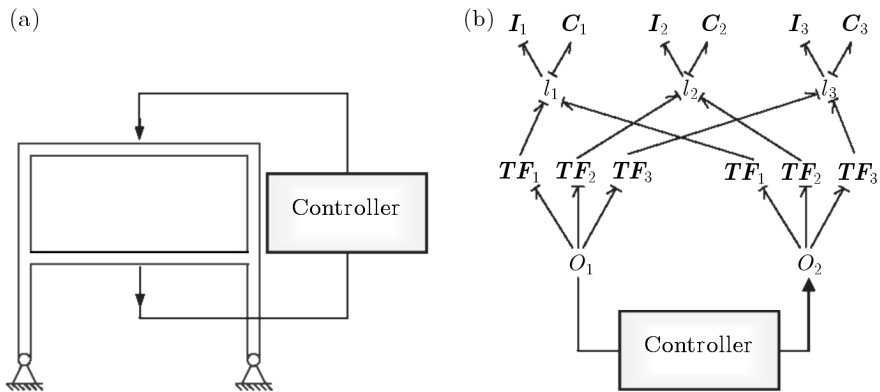 (a)
Controller
(b)
I₁ C₁ I₂ C₂ I₃ C₃
l₁ l₂ l₃
TF₁ TF₂ TF₃ TF₁ TF₂ TF₃
O₁ O₂
Controller